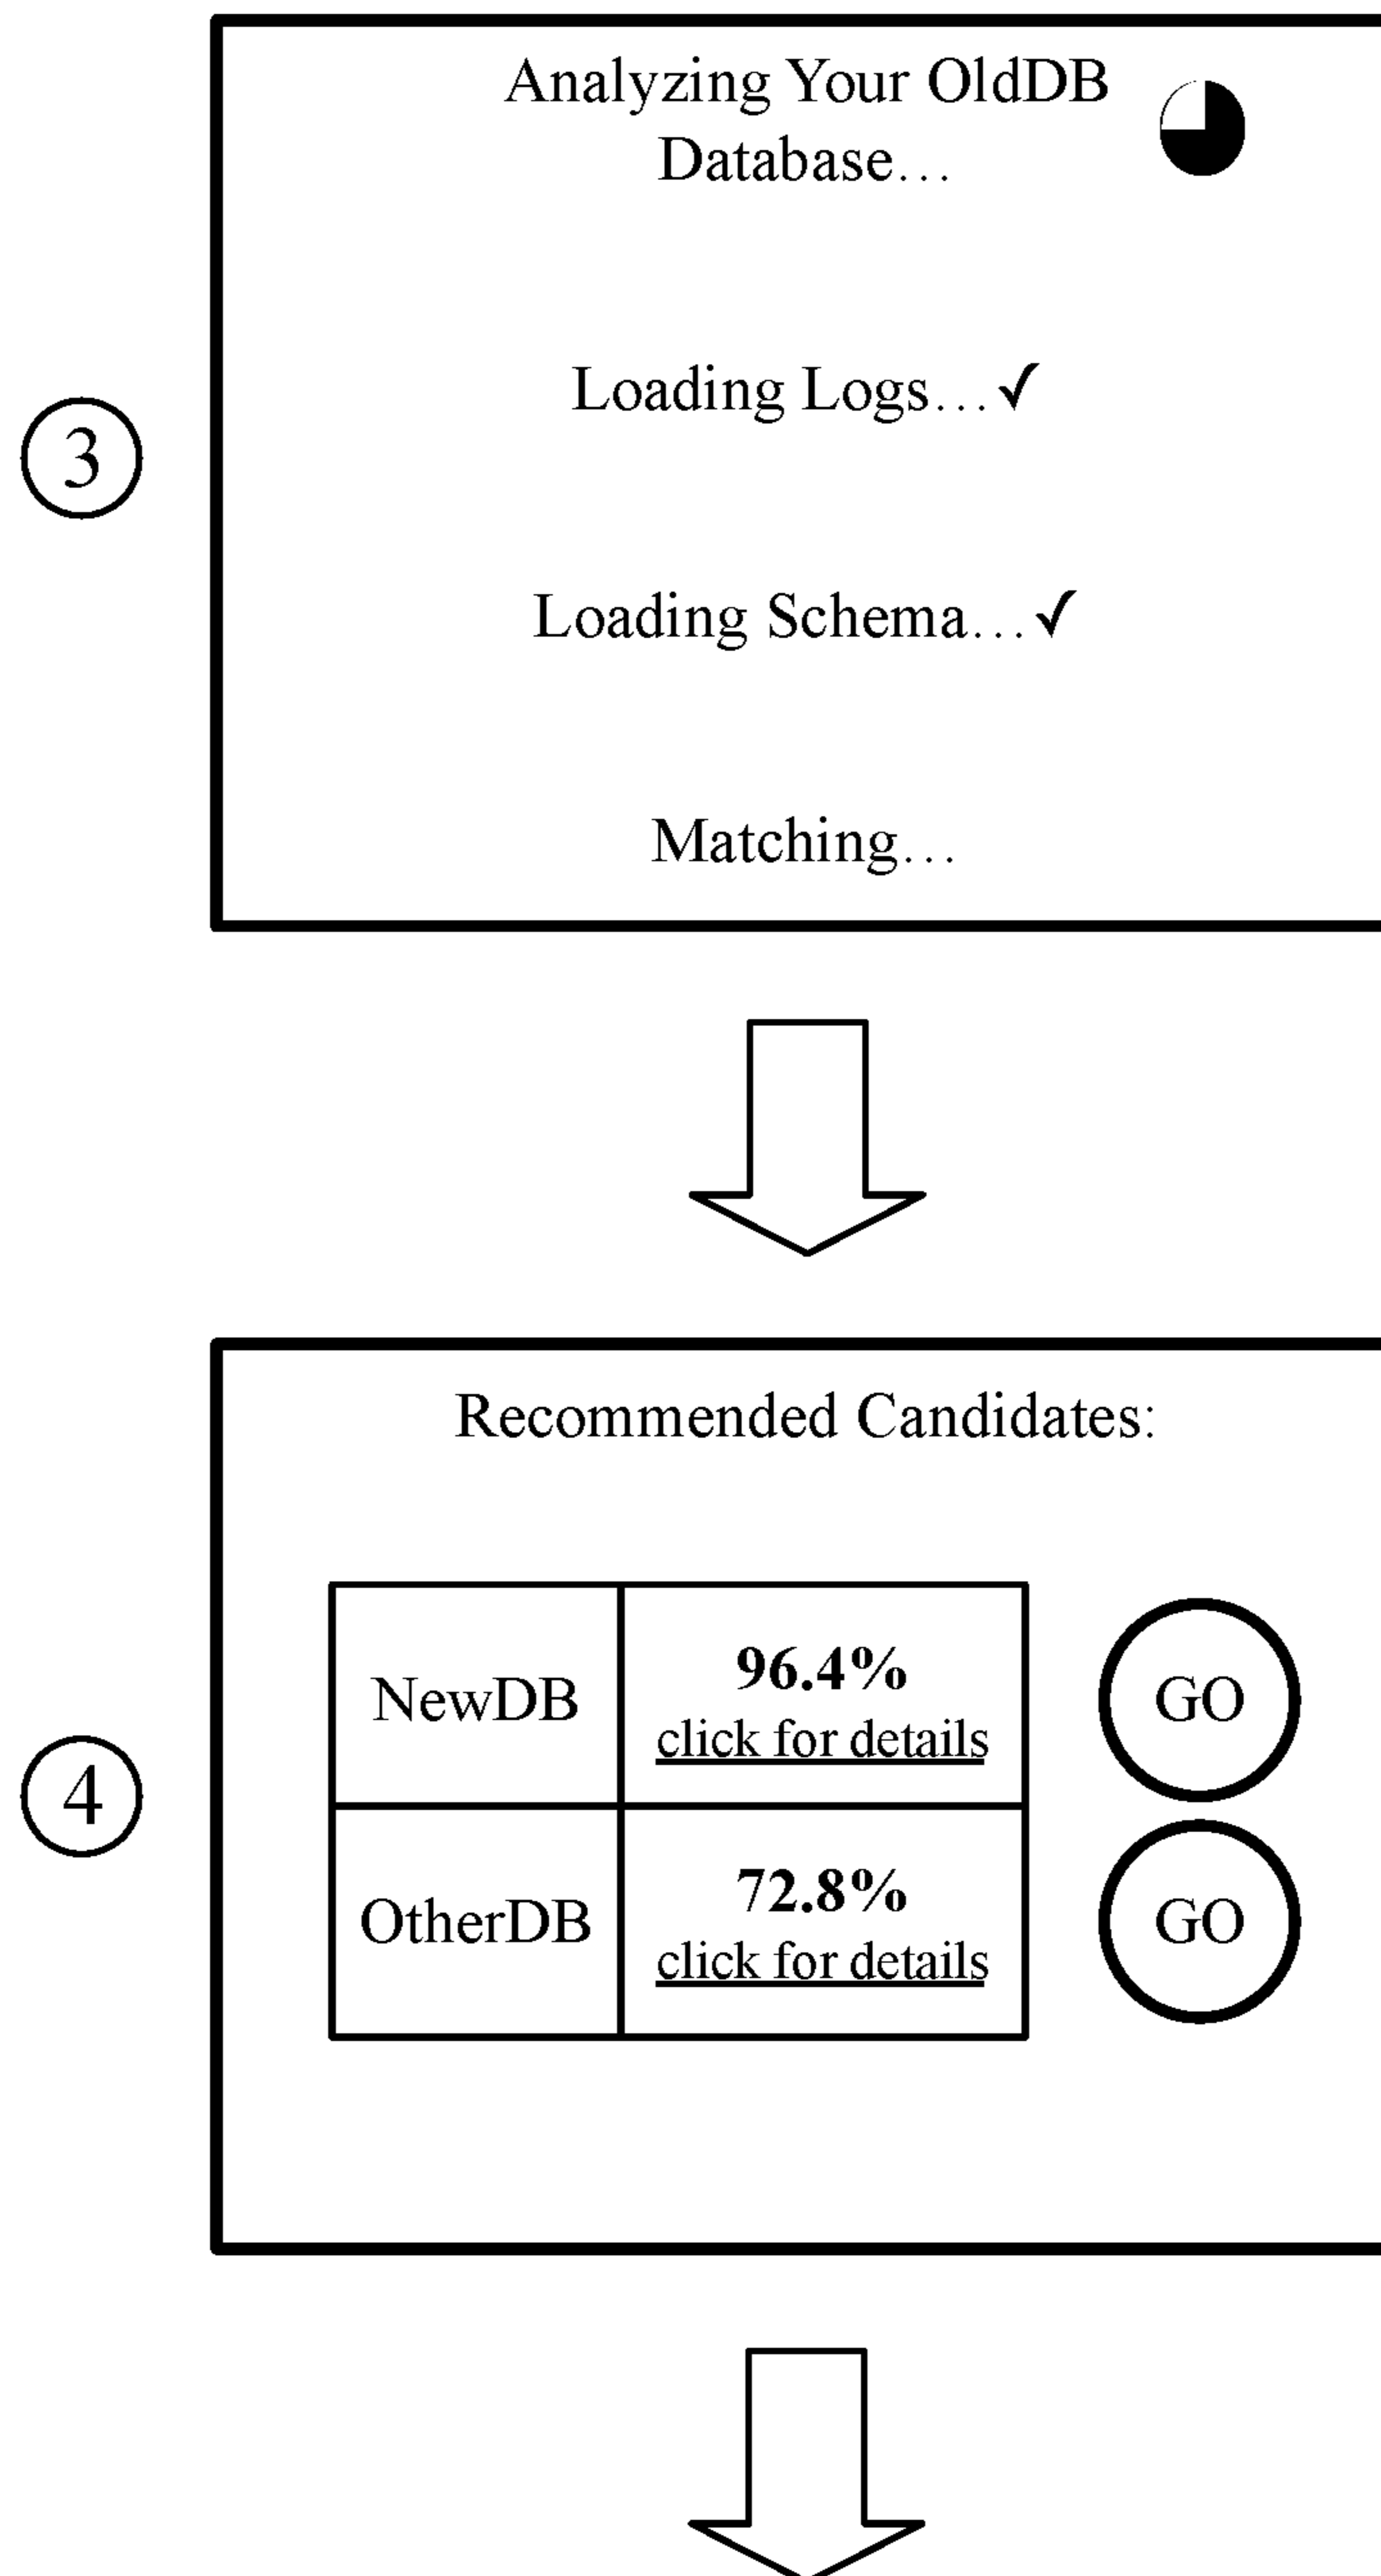 Analyzing Your OldDB
Database...
3
Loading Logs...✓
Loading Schema...✓
Matching...
Recommended Candidates:
4
NewDB
96.4%
click for details
GO
OtherDB
72.8%
click for details
GO